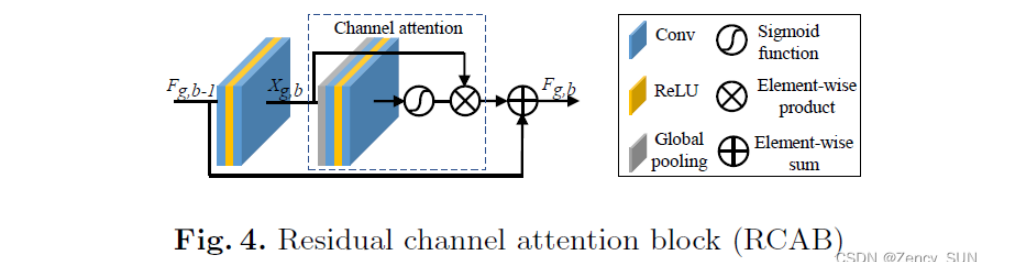 Channel attention
F_{g,b-1}
X_{g,b}
F_{g,b}
Conv
Sigmoid
function
ReLU
Element-wise
product
Global
pooling
Element-wise
sum
Fig. 4. Residual channel attention block (RCAB)
CSDN @Zency_SUN